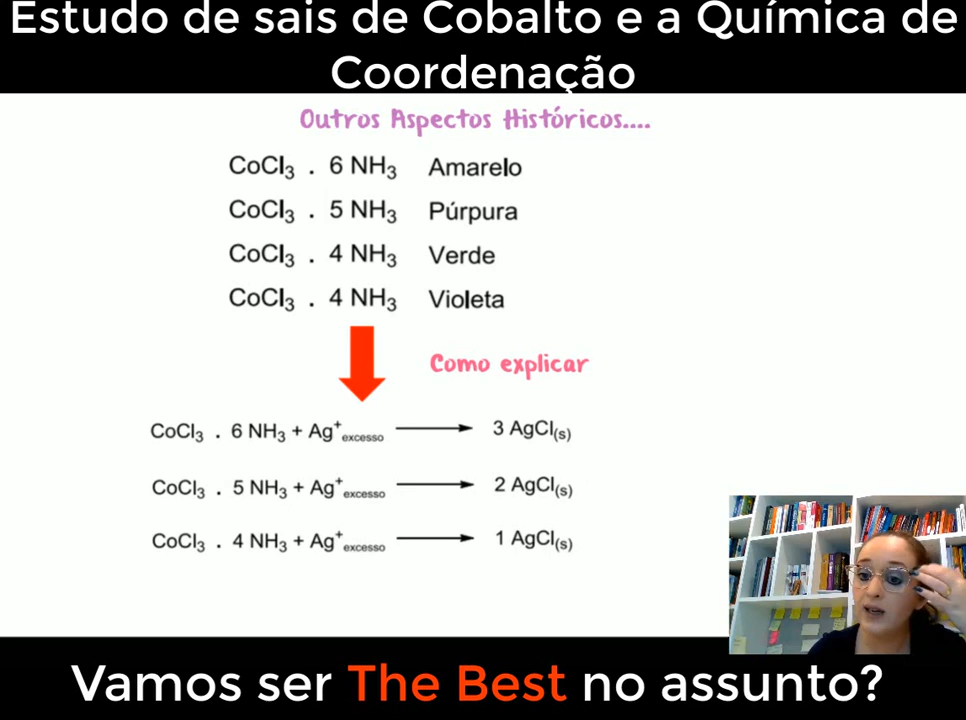 Estudo de sais de Cobalto e a Química de
Coordenação
Outros Aspectos Históricos....
CoCl₃ . 6 NH₃ Amarelo
CoCl₃ . 5 NH₃ Púrpura
CoCl₃ . 4 NH₃ Verde
CoCl₃ . 4 NH₃ Violeta
Como explicar
CoCl₃ . 6 NH₃ + Ag⁺excesso ⟶ 3 AgCl(s)
CoCl₃ . 5 NH₃ + Ag⁺excesso ⟶ 2 AgCl(s)
CoCl₃ . 4 NH₃ + Ag⁺excesso ⟶ 1 AgCl(s)
Vamos ser The Best no assunto?